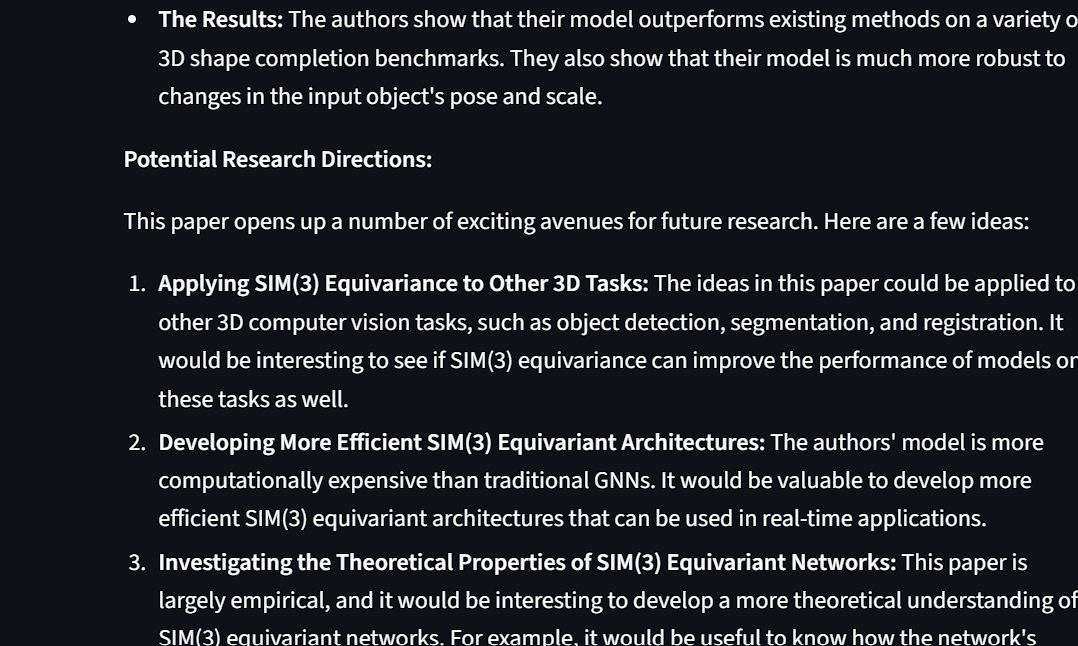 • The Results: The authors show that their model outperforms existing methods on a variety o
3D shape completion benchmarks. They also show that their model is much more robust to
changes in the input object's pose and scale.
Potential Research Directions:
This paper opens up a number of exciting avenues for future research. Here are a few ideas:
1. Applying SIM(3) Equivariance to Other 3D Tasks: The ideas in this paper could be applied to
other 3D computer vision tasks, such as object detection, segmentation, and registration. It
would be interesting to see if SIM(3) equivariance can improve the performance of models on
these tasks as well.
2. Developing More Efficient SIM(3) Equivariant Architectures: The authors' model is more
computationally expensive than traditional GNNs. It would be valuable to develop more
efficient SIM(3) equivariant architectures that can be used in real-time applications.
3. Investigating the Theoretical Properties of SIM(3) Equivariant Networks: This paper is
largely empirical, and it would be interesting to develop a more theoretical understanding of
SIM(3) equivariant networks. For example, it would be useful to know how the network's